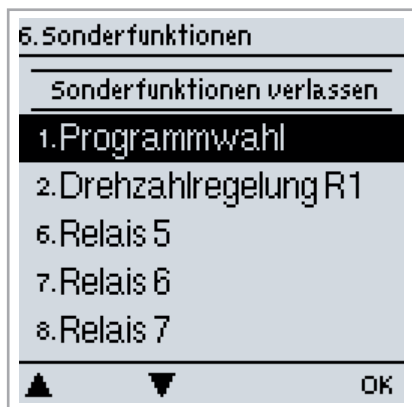 6.Sonderfunktionen
Sonderfunktionen verlassen
1.Programmwahl
2.Drehzahlregelung R1
6.Relais 5
7.Relais 6
8.Relais 7
OK